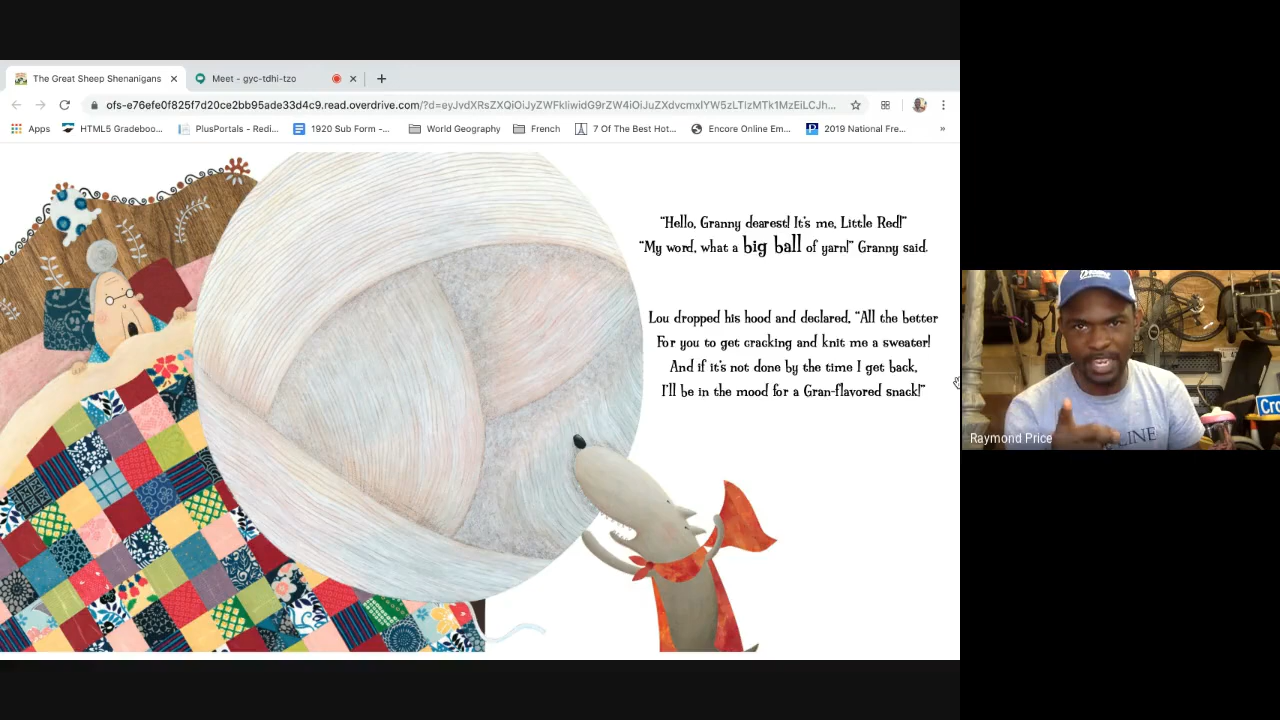 The Great Sheep Shenanigans
Meet - gyc-tdhi-tzo
ofs-e76efe0f825f7d20ce2bb95ade33d4c9.read.overdrive.com/?d=eyJvdXRsZXQiOiJyZWFkIiwidG9rZW4iOiJuZXdvcmxlYW5zLTIzMTk1MzEiLCJh...
Apps
HTML5 Gradeboo...
PlusPortals - Redi...
1920 Sub Form -...
World Geography
French
7 Of The Best Hot...
Encore Online Em...
2019 National Fre...
»
"Hello, Granny dearest! It's me, Little Red!"
"My word, what a big ball of yarn!" Granny said.
Lou dropped his hood and declared, "All the better
For you to get cracking and knit me a sweater!
And if it's not done by the time I get back,
I'll be in the mood for a Gran-flavored snack!"
Raymond Price
LINE
Cro